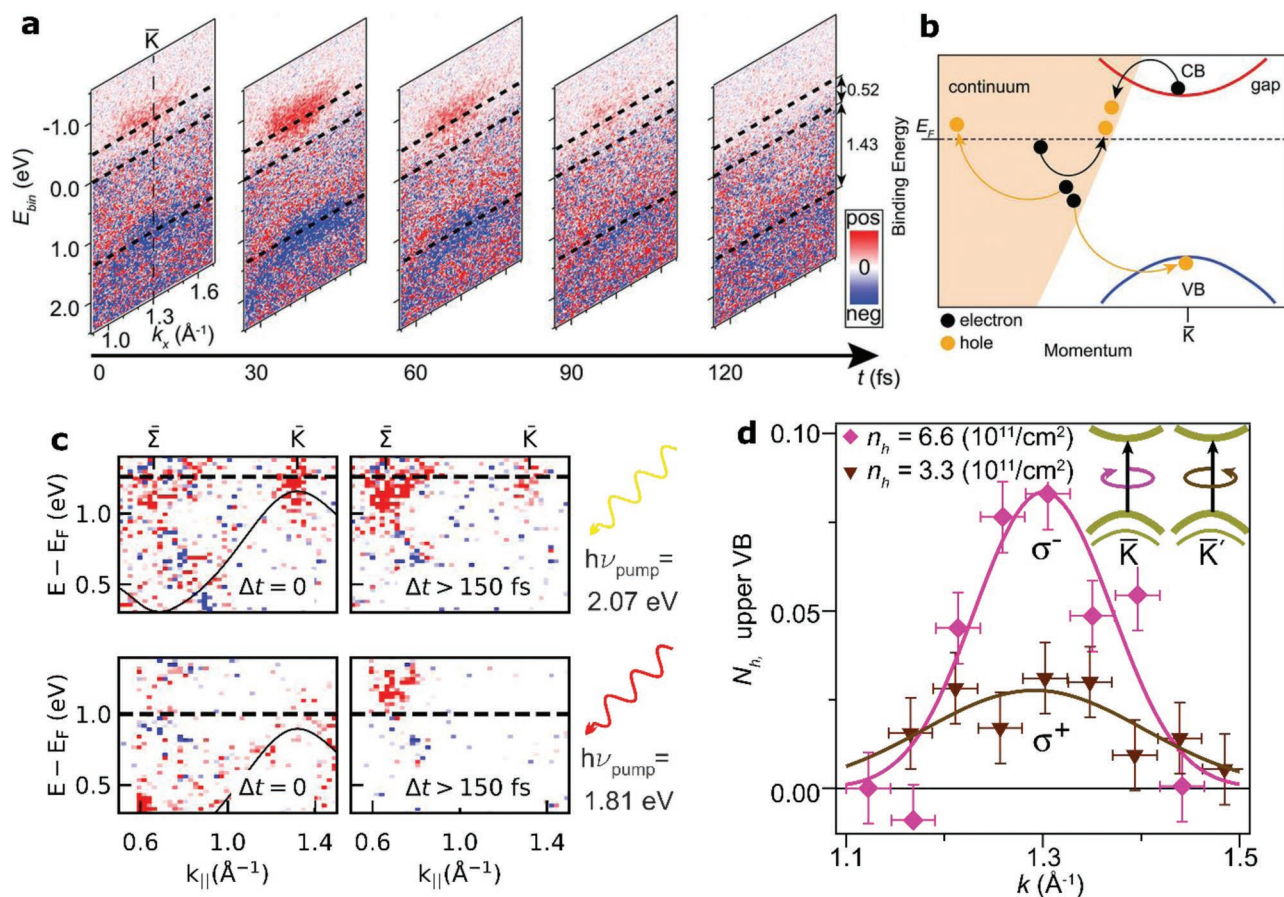 a
K̄
-1.0
0.0
1.0
2.0
E_bin (eV)
1.0
1.3
1.6
k_x (Å⁻¹)
0.52
1.43
pos
0
neg
0
30
60
90
120
t (fs)
b
continuum
CB
gap
E_F
Binding Energy
VB
electron
hole
K̄
Momentum
c
Σ̄
K̄
Σ̄
K̄
E − E_F (eV)
1.0
0.5
Δt = 0
Δt > 150 fs
hν_pump=
2.07 eV
E − E_F (eV)
1.0
0.5
Δt = 0
Δt > 150 fs
hν_pump=
1.81 eV
0.6
1.0
1.4
0.6
1.0
1.4
k_||(Å⁻¹)
k_||(Å⁻¹)
d
n_h = 6.6 (10¹¹/cm²)
n_h = 3.3 (10¹¹/cm²)
K̄
K̄′
σ⁻
σ⁺
N_h, upper VB
0.10
0.05
0.00
1.1
1.3
1.5
k (Å⁻¹)